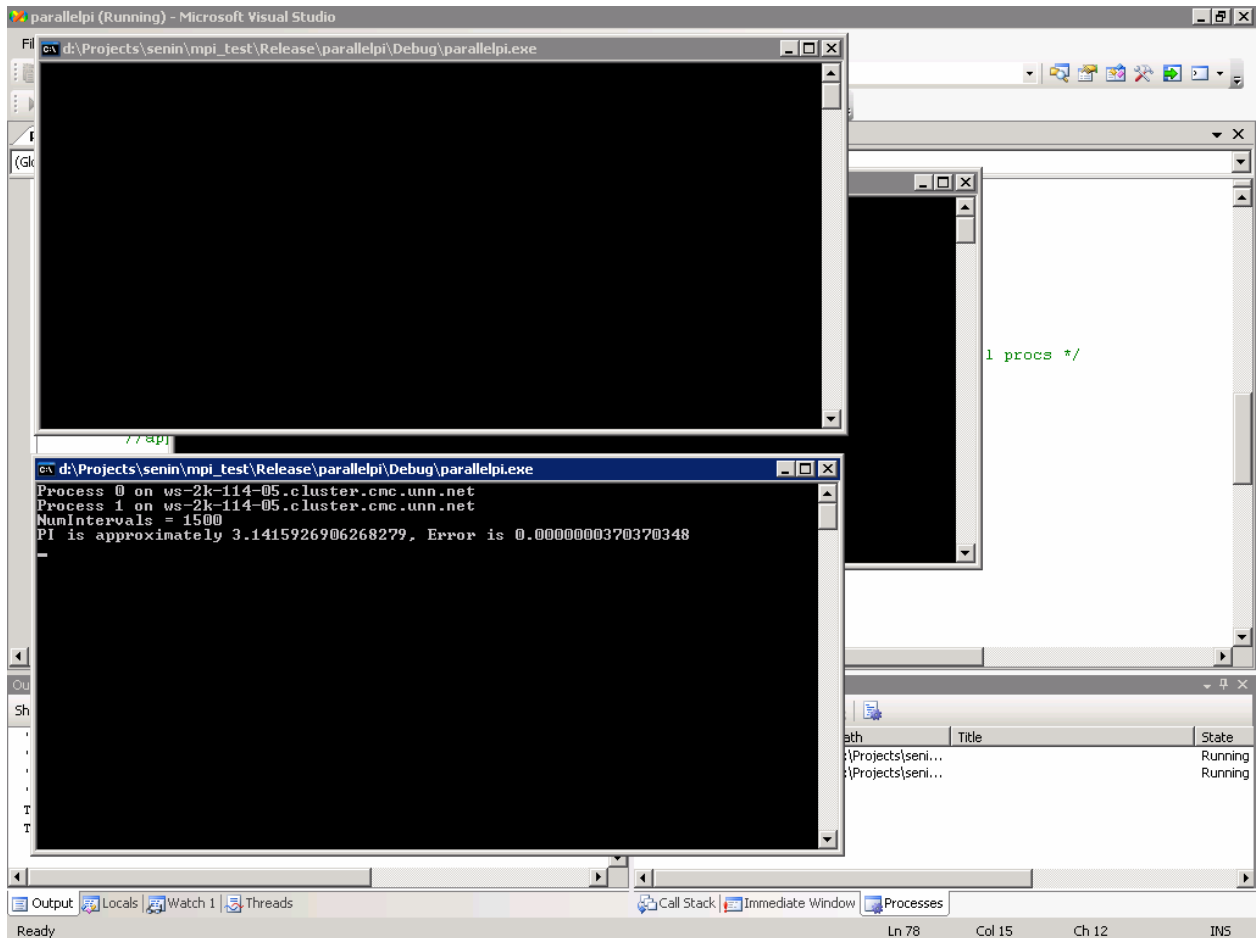 parallelpi (Running) - Microsoft Visual Studio
d:\Projects\senin\mpi_test\Release\parallelpi\Debug\parallelpi.exe
l procs */
d:\Projects\senin\mpi_test\Release\parallelpi\Debug\parallelpi.exe
Process 0 on ws-2k-114-05.cluster.cmc.unn.net
Process 1 on ws-2k-114-05.cluster.cmc.unn.net
NumIntervals = 1500
PI is approximately 3.1415926906268279, Error is 0.0000000370370348
Title State
:\Projects\seni... Running
:\Projects\seni... Running
Output Locals Watch 1 Threads Call Stack Immediate Window Processes
Ready Ln 78 Col 15 Ch 12 INS